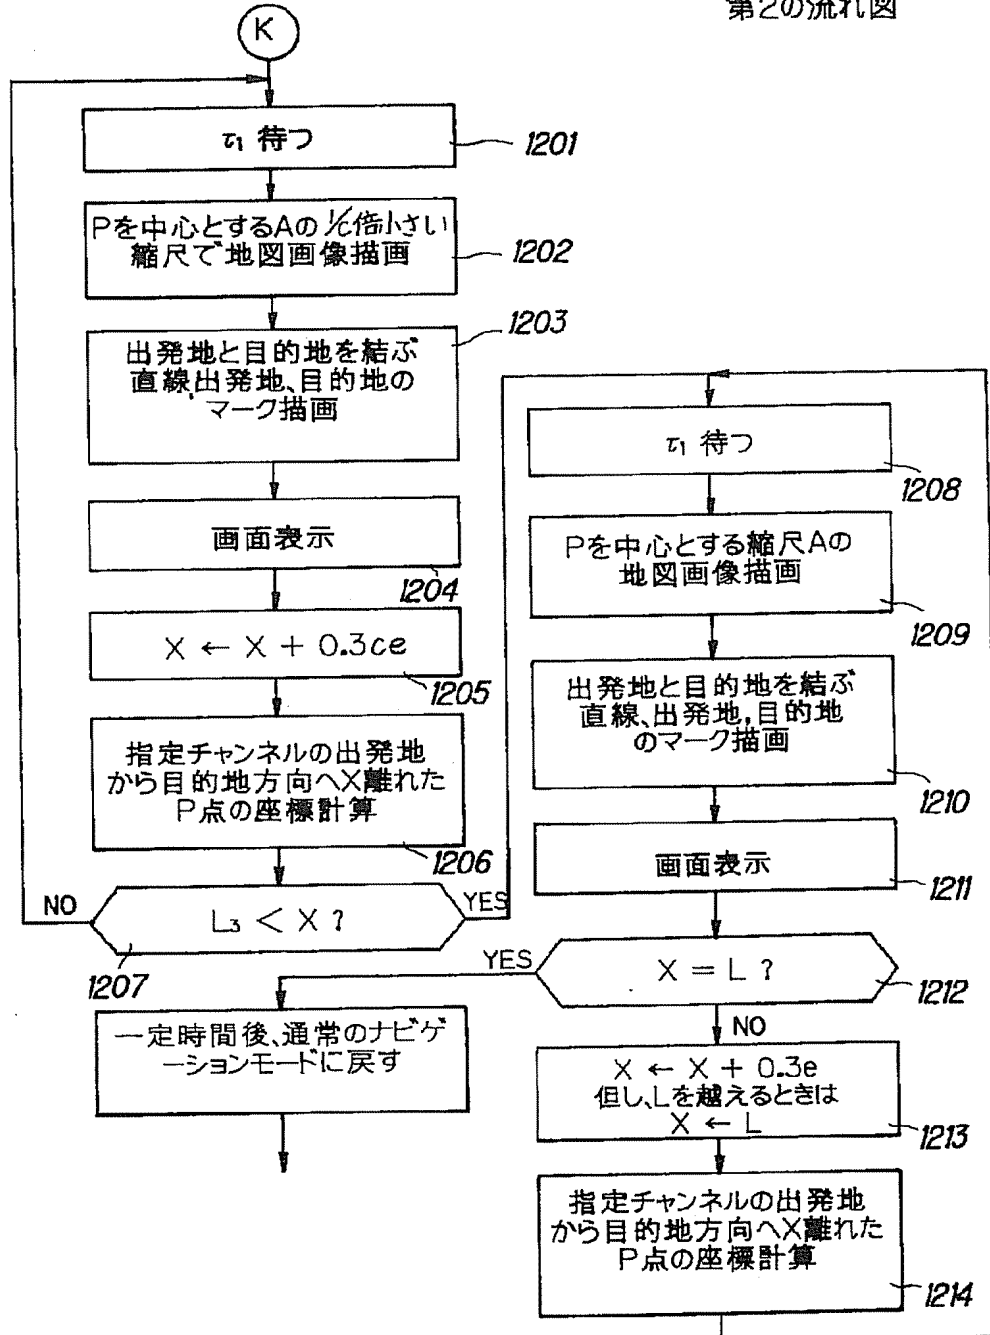 第2の流れ図
K
τ₁ 待つ
1201
Pを中心とするAの1/c倍小さい
縮尺で地図画像描画
1202
出発地と目的地を結ぶ
直線,出発地、目的地の
マーク描画
1203
画面表示
1204
X ← X + 0.3ce
1205
指定チャンネルの出発地
から目的地方向へX離れた
P点の座標計算
1206
L₃ < X ?
NO
YES
1207
τ₁ 待つ
1208
Pを中心とする縮尺Aの
地図画像描画
1209
出発地と目的地を結ぶ
直線、出発地,目的地
のマーク描画
1210
画面表示
1211
X = L ?
YES
1212
NO
一定時間後、通常のナビゲ
ーションモードに戻す
X ← X + 0.3e
但し、Lを越えるときは
X ← L
1213
指定チャンネルの出発地
から目的地方向へX離れた
P点の座標計算
1214